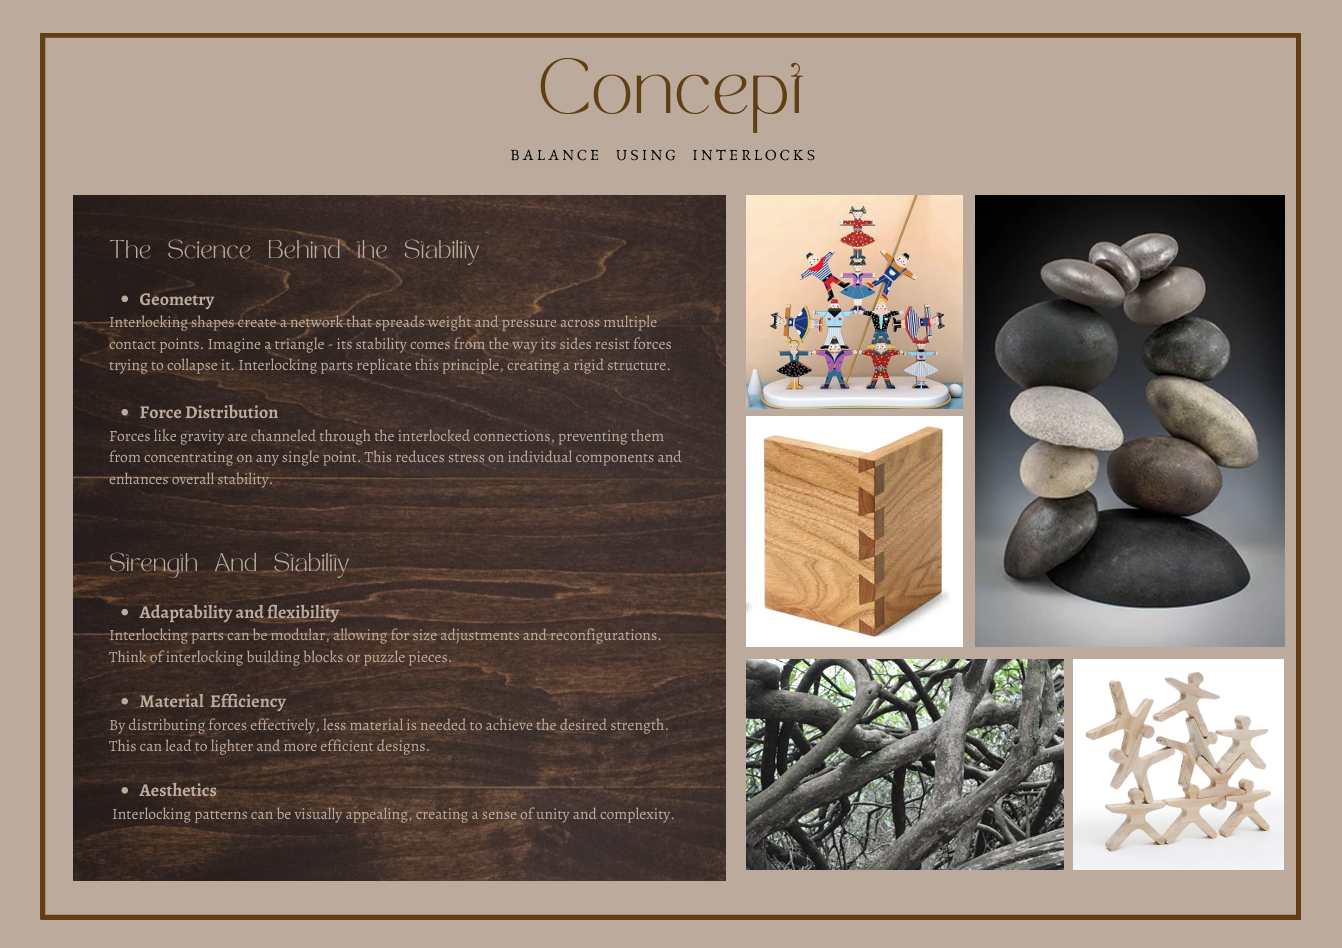 Concept
BALANCE USING INTERLOCKS
The Science Behind the Stability
• Geometry
Interlocking shapes create a network that spreads weight and pressure across multiple
contact points. Imagine a triangle - its stability comes from the way its sides resist forces
trying to collapse it. Interlocking parts replicate this principle, creating a rigid structure.
• Force Distribution
Forces like gravity are channeled through the interlocked connections, preventing them
from concentrating on any single point. This reduces stress on individual components and
enhances overall stability.
Strength And Stability
• Adaptability and flexibility
Interlocking parts can be modular, allowing for size adjustments and reconfigurations.
Think of interlocking building blocks or puzzle pieces.
• Material Efficiency
By distributing forces effectively, less material is needed to achieve the desired strength.
This can lead to lighter and more efficient designs.
• Aesthetics
Interlocking patterns can be visually appealing, creating a sense of unity and complexity.